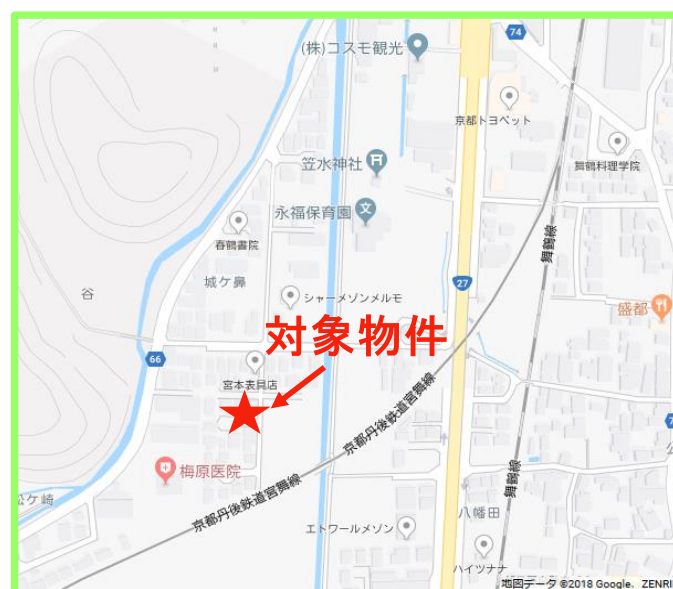 (株)コスモ観光
74
京都トヨペット
舞鶴料理学院
笠水神社
永福保育園
春鶴書院
城ケ鼻
谷
シャーメゾンメルモ
27
舞鶴線
盛都
対象物件
66
宮本表具店
京都丹後鉄道宮舞線
梅原医院
京都丹後鉄道宮舞線
舞鶴線
八幡田
エトワールメゾン
ハイツナナ
地図データ ©2018 Google、ZENRI